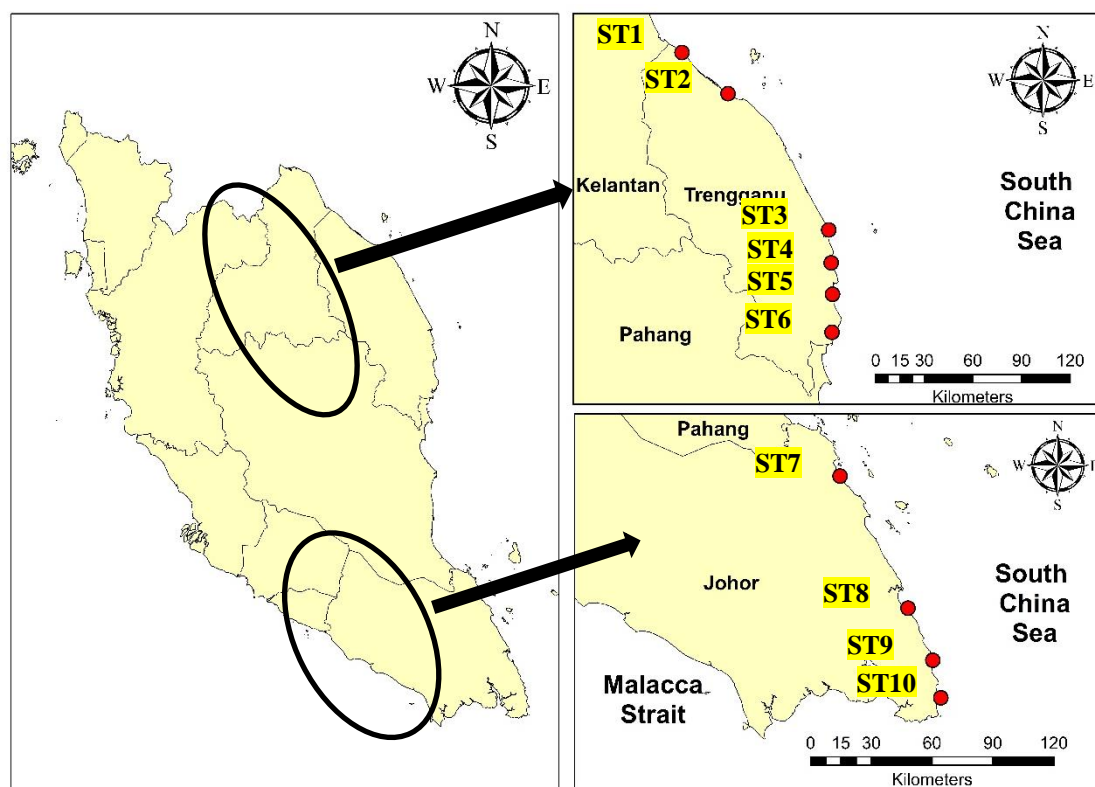 N
W E
S
ST1
ST2
N
W E
S
Kelantan
Trengganu
ST3
ST4
ST5
ST6
Pahang
South
China
Sea
0 15 30 60 90 120
Kilometers
Pahang
ST7
N
W
S
Johor
ST8
ST9
ST10
South
China
Sea
Malacca
Strait
0 15 30 60 90 120
Kilometers